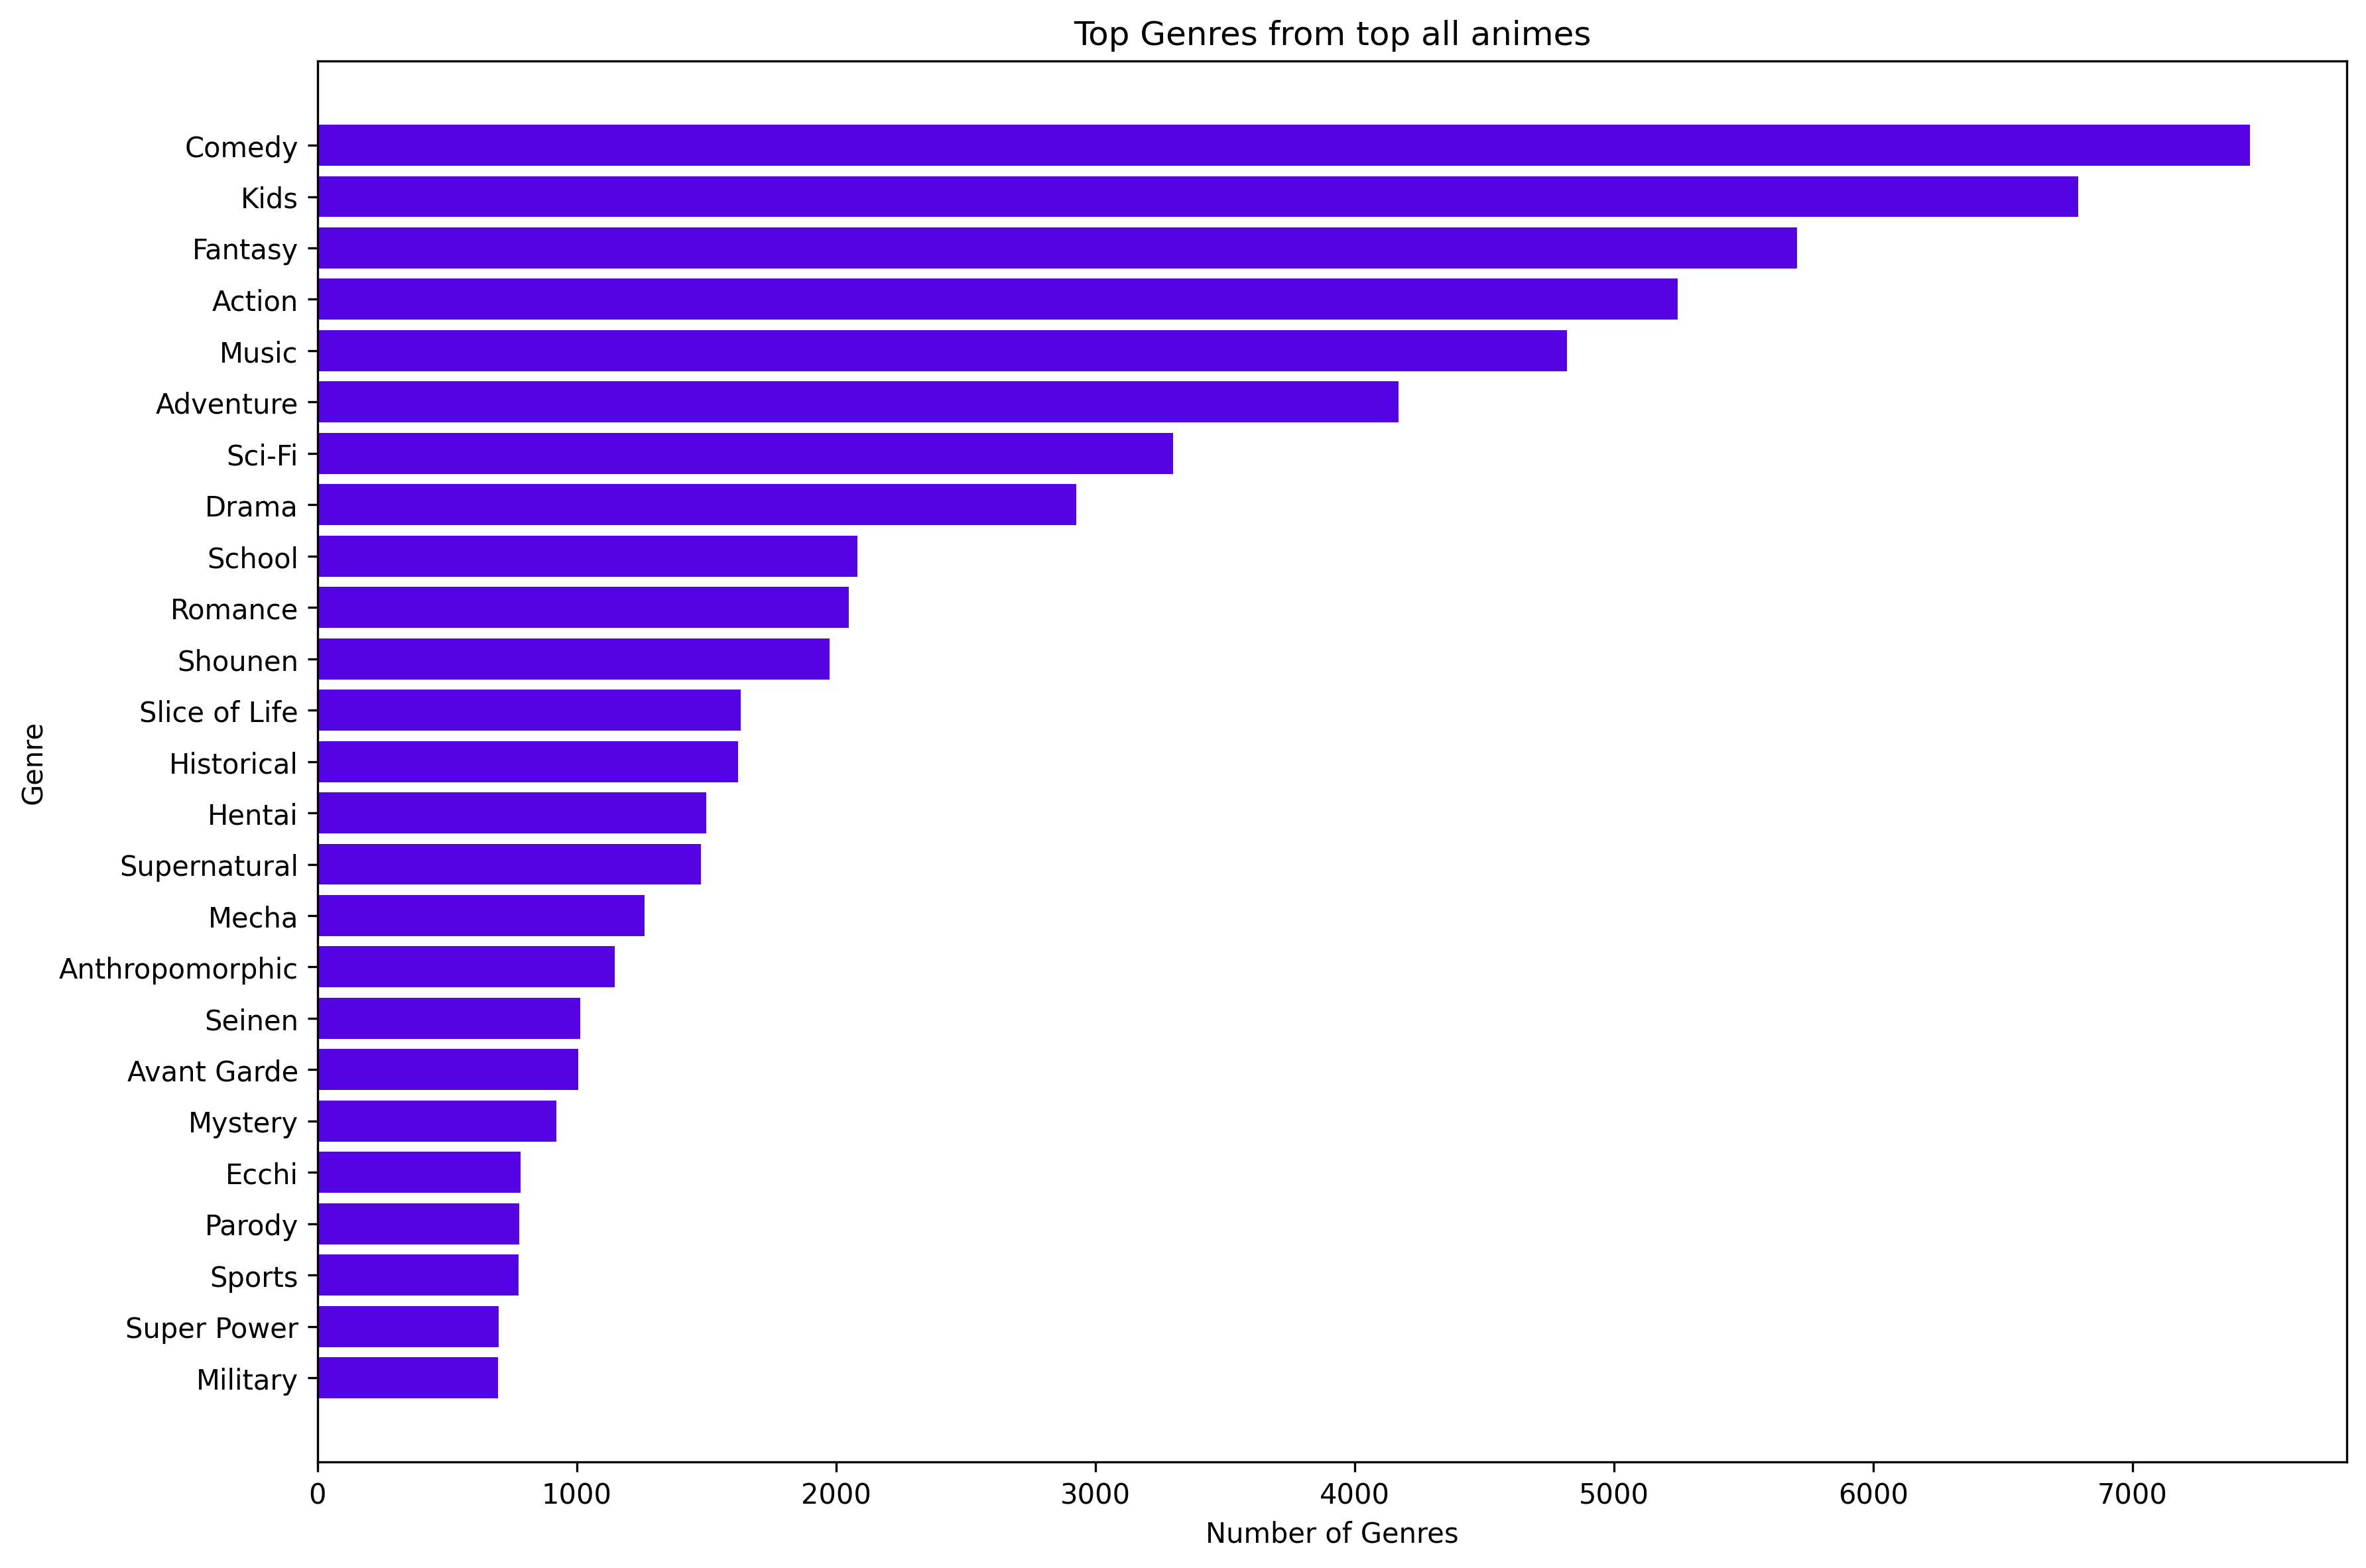 Top Genres from top all animes
Genre
Comedy
Kids
Fantasy
Action
Music
Adventure
Sci-Fi
Drama
School
Romance
Shounen
Slice of Life
Historical
Hentai
Supernatural
Mecha
Anthropomorphic
Seinen
Avant Garde
Mystery
Ecchi
Parody
Sports
Super Power
Military
0 1000 2000 3000 4000 5000 6000 7000
Number of Genres